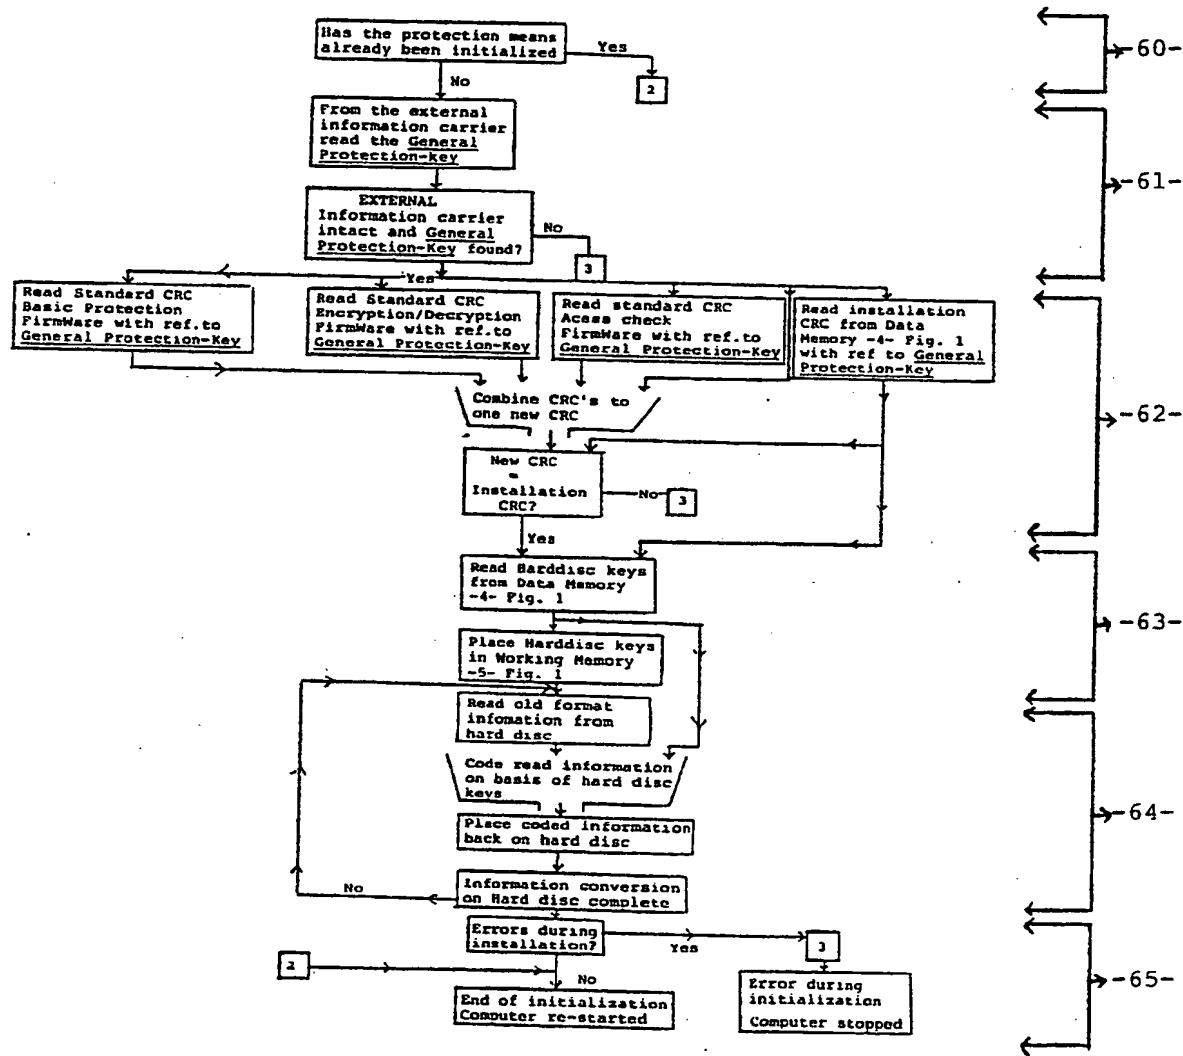 Has the protection means
already been initialized
Yes
-60-
2
No
From the external
information carrier
read the General
Protection-key
-61-
EXTERNAL
Information carrier
intact and General
Protection-Key found?
No
3
Yes
Read Standard CRC
Basic Protection
FirmWare with ref.to
General Protection-Key
Read Standard CRC
Encryption/Decryption
FirmWare with ref.to
General Protection-Key
Read standard CRC
Acess check
FirmWare with ref.to
General Protection-Key
Read installation
CRC from Data
Memory -4- Fig. 1
with ref to General
Protection-Key
Combine CRC's to
one new CRC
-62-
New CRC
=
Installation
CRC?
No
3
Yes
Read Harddisc keys
from Data Memory
-4- Fig. 1
-63-
Place Harddisc keys
in Working Memory
-5- Fig. 1
Read old format
infomation from
hard disc
Code read information
on basis of hard disc
keys
-64-
Place coded information
back on hard disc
No
Information conversion
on Hard disc complete
Errors during
installation?
Yes
3
2
No
-65-
End of initialization
Computer re-started
Error during
initialization
Computer stopped